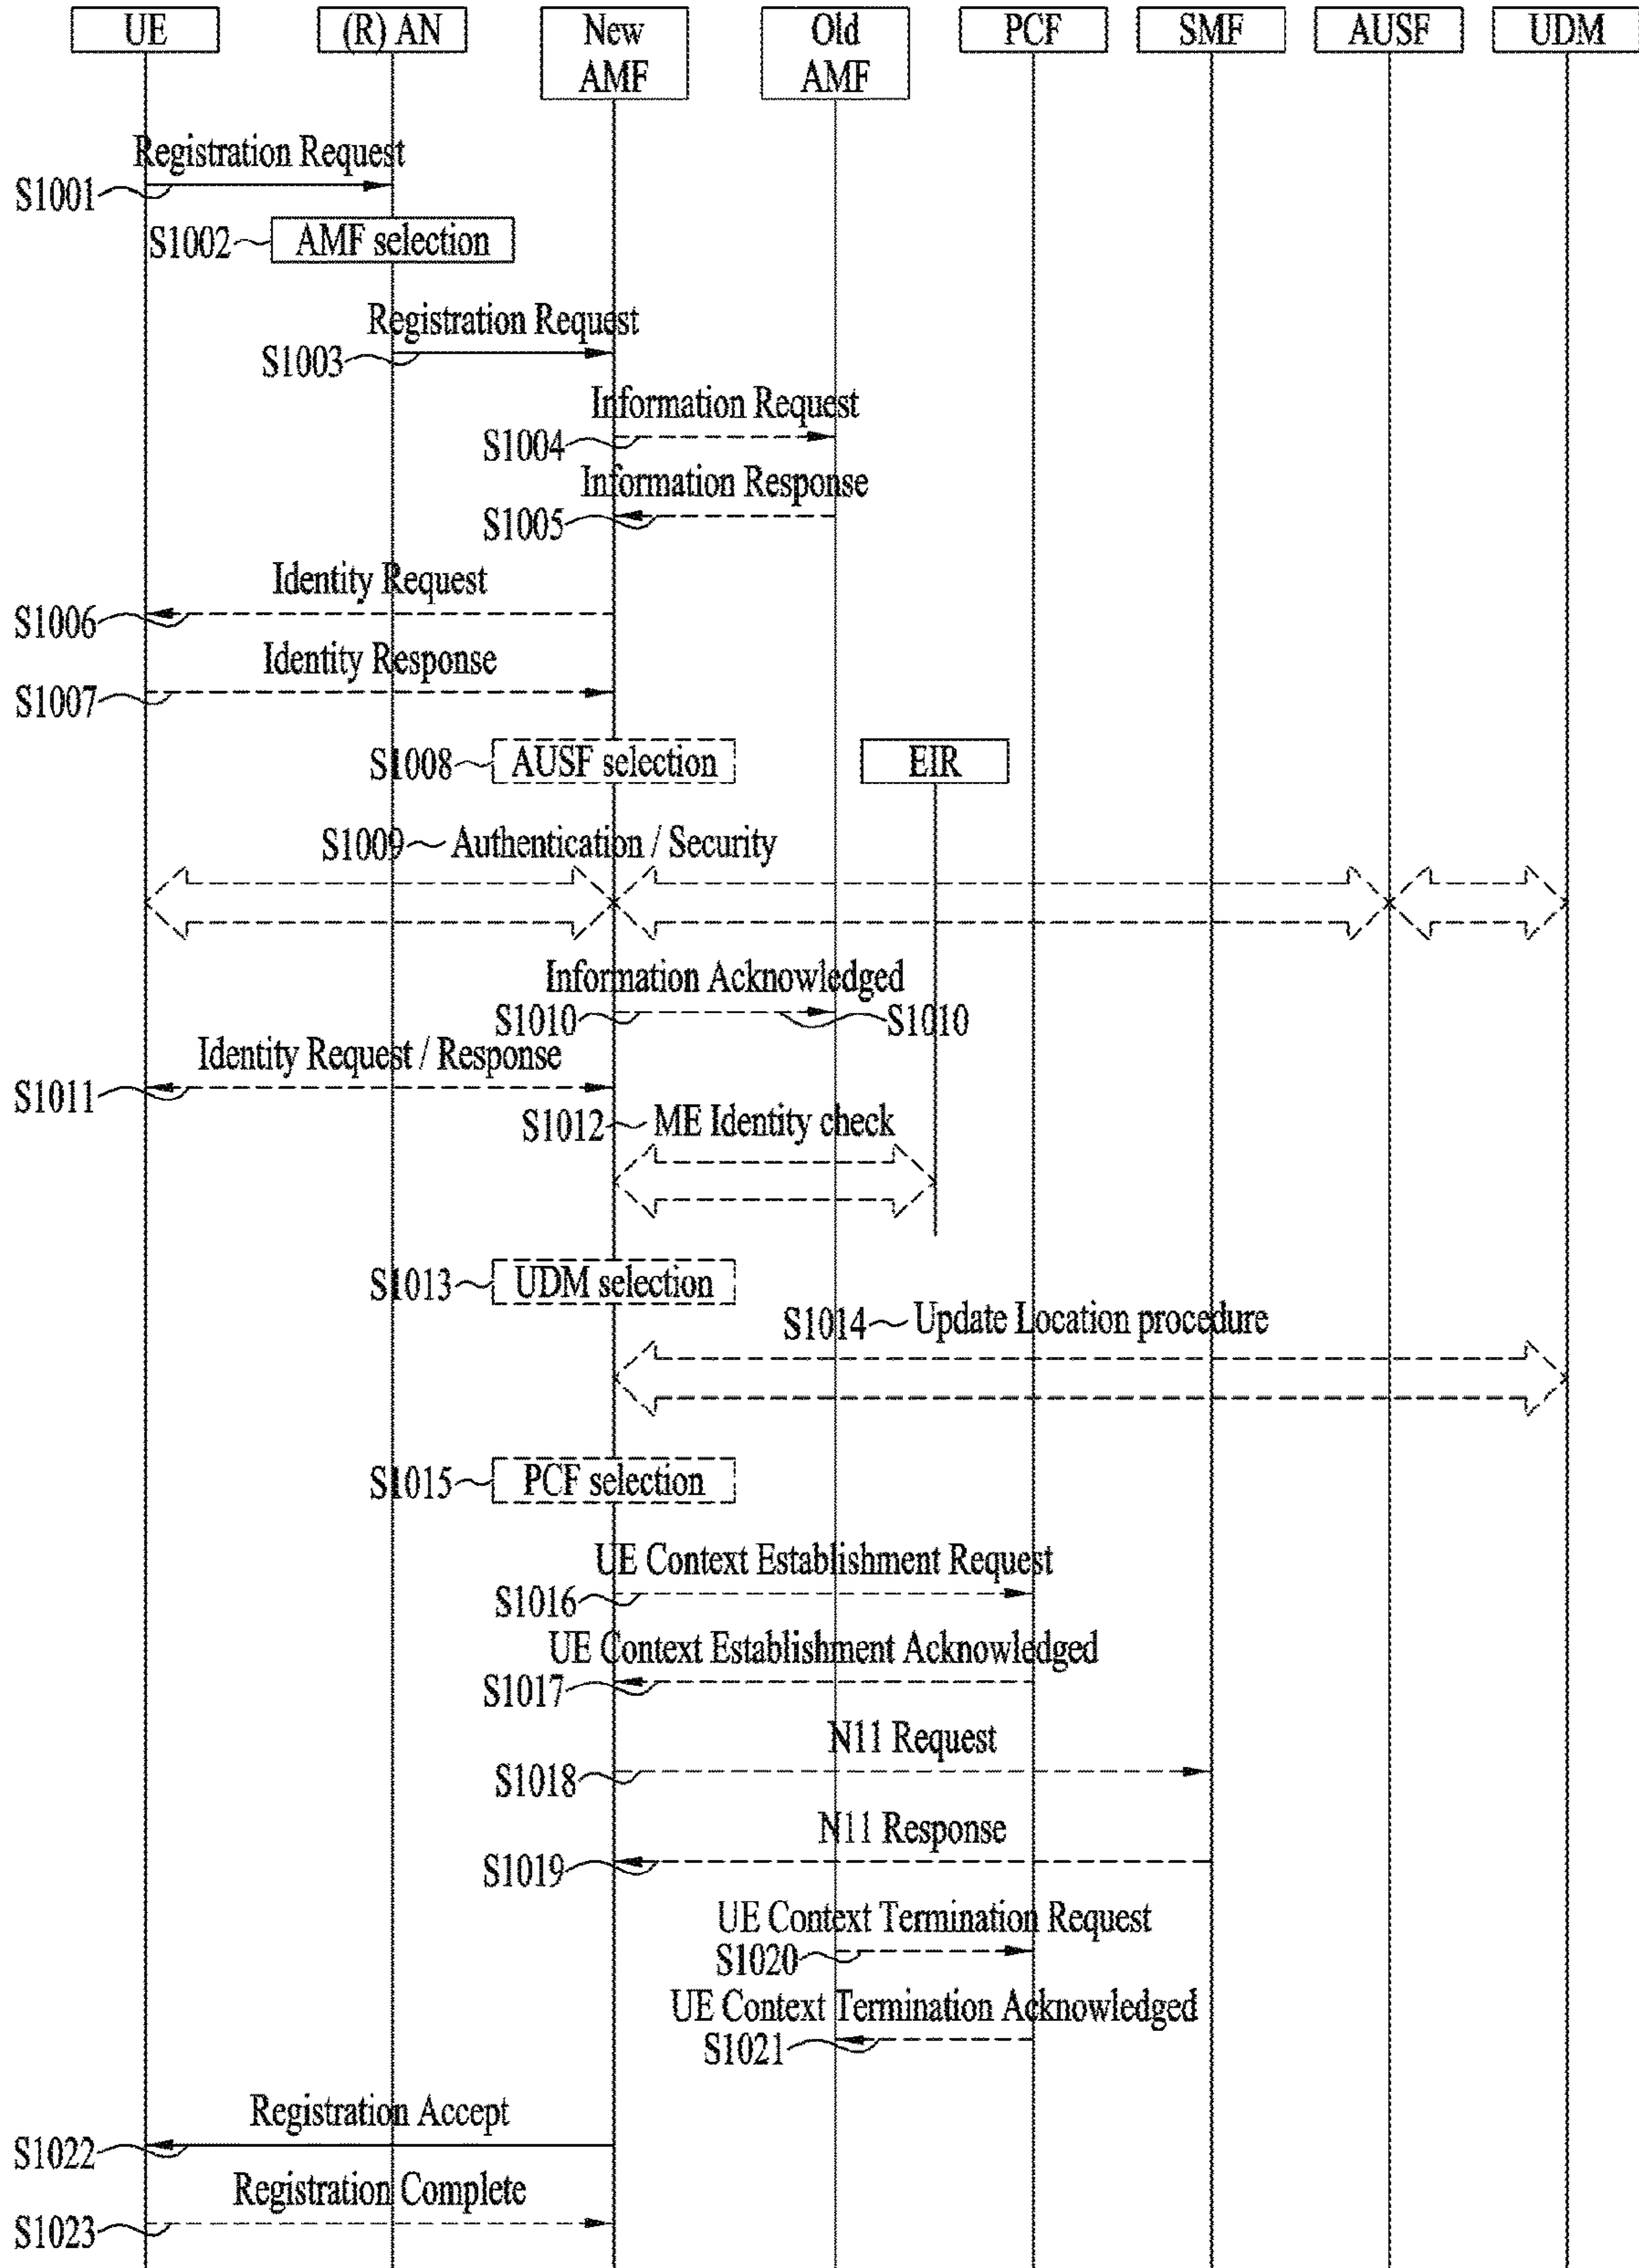 UE
(R) AN
New
AMF
Old
AMF
PCF
SMF
AUSF
UDM
Registration Request
S1001
S1002
AMF selection
Registration Request
S1003
Information Request
S1004
Information Response
S1005
Identity Request
S1006
Identity Response
S1007
S1008
AUSF selection
EIR
S1009
Authentication / Security
Information Acknowledged
S1010
S1010
Identity Request / Response
S1011
S1012
ME Identity check
S1013
UDM selection
S1014
Update Location procedure
S1015
PCF selection
UE Context Establishment Request
S1016
UE Context Establishment Acknowledged
S1017
N11 Request
S1018
N11 Response
S1019
UE Context Termination Request
S1020
UE Context Termination Acknowledged
S1021
Registration Accept
S1022
Registration Complete
S1023